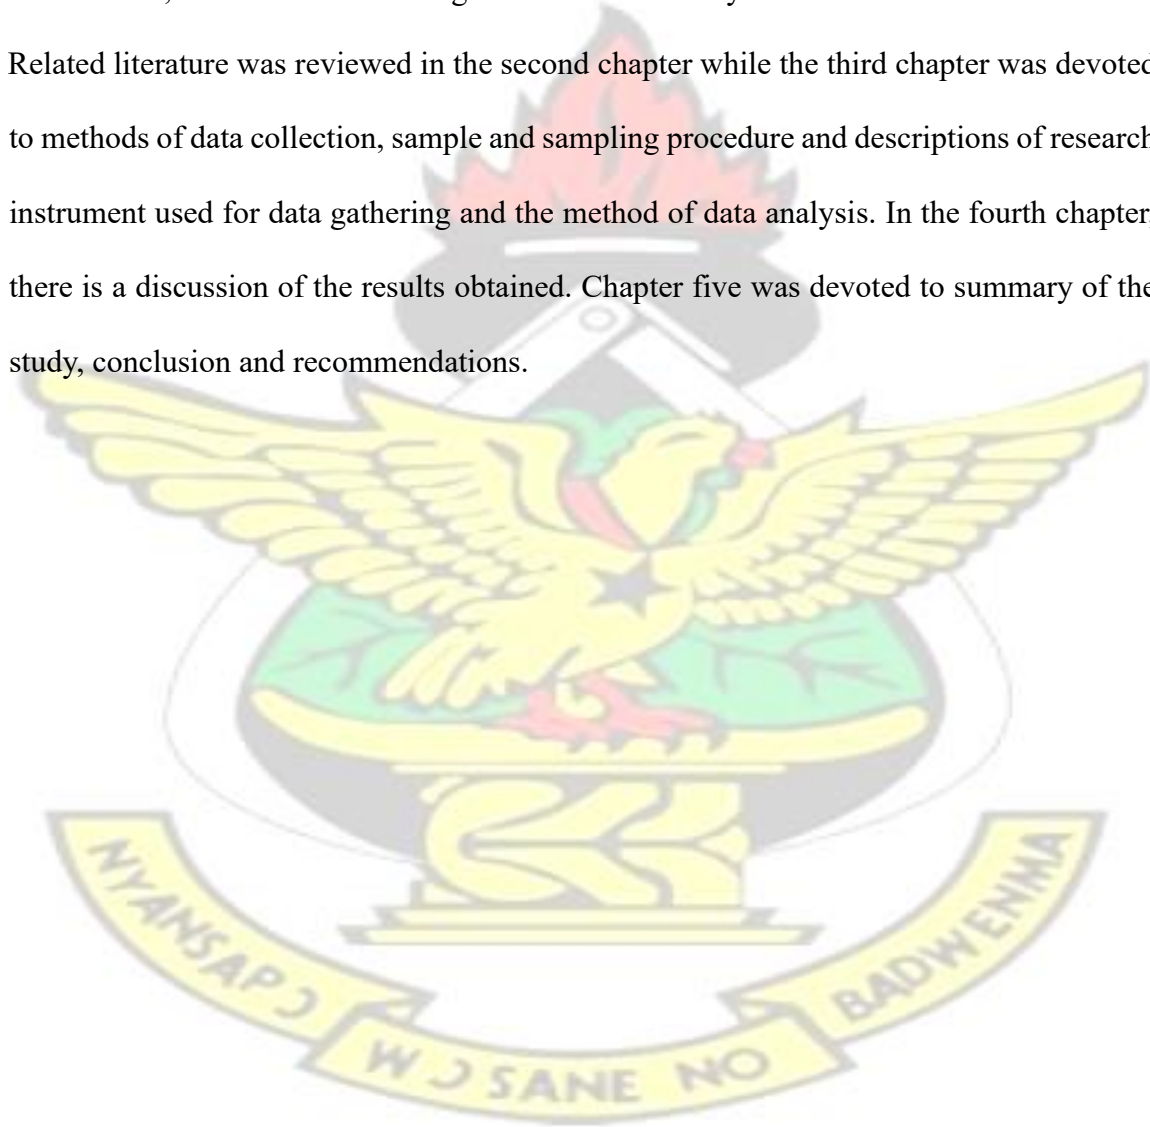 Related literature was reviewed in the second chapter while the third chapter was devoted
to methods of data collection, sample and sampling procedure and descriptions of research
instrument used for data gathering and the method of data analysis. In the fourth chapter,
there is a discussion of the results obtained. Chapter five was devoted to summary of the
study, conclusion and recommendations.
NYANSAPƆ
WƆSANE NO
BADWENMA